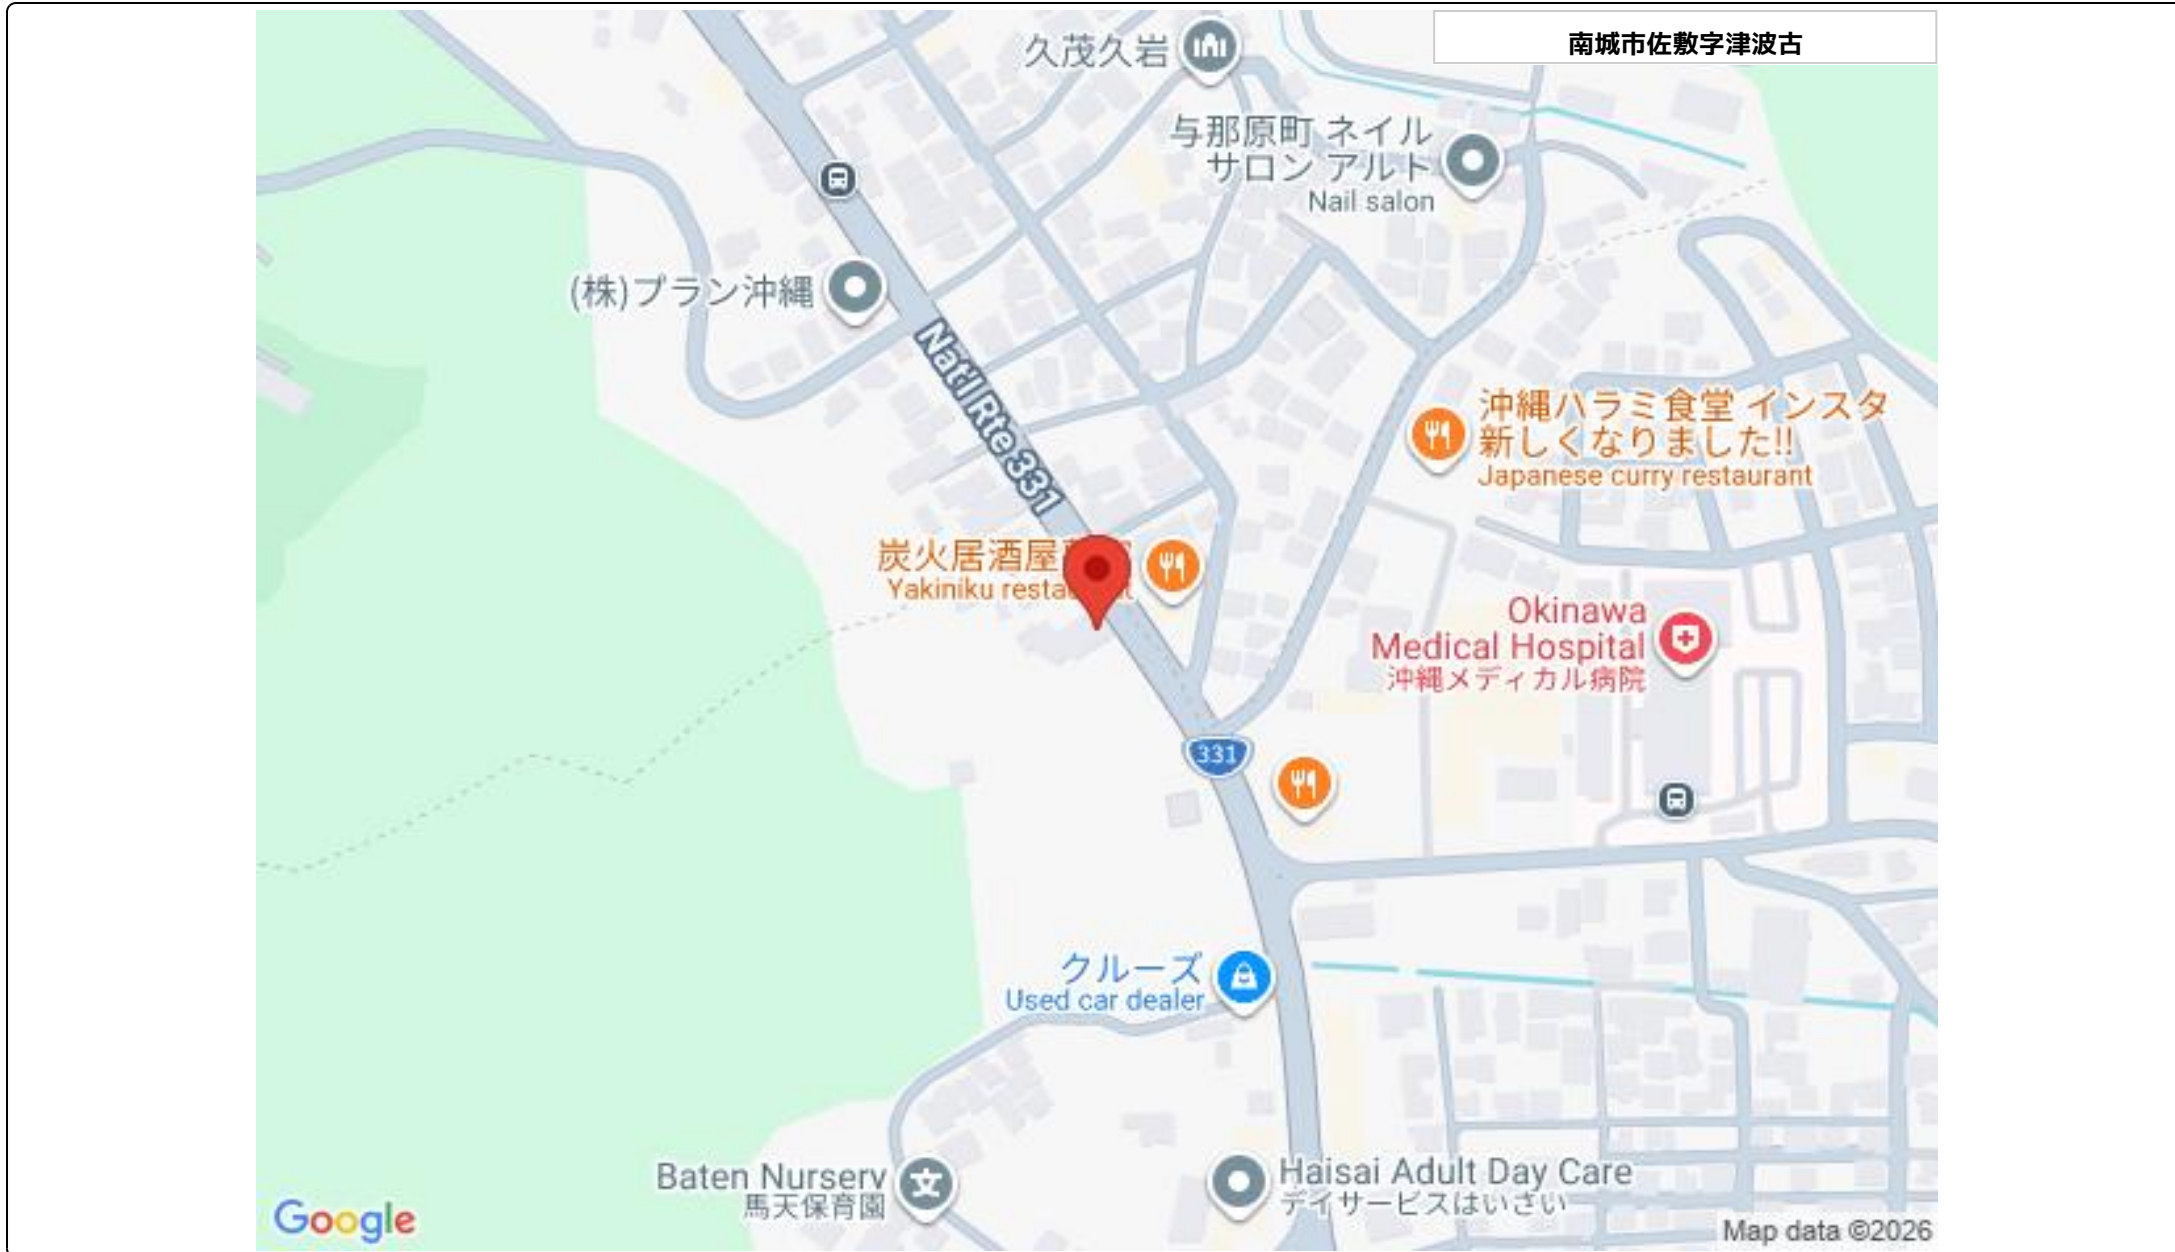 南城市佐敷字津波古
久茂久岩
与那原町 ネイル
サロン アルト
Nail salon
(株)プラン沖縄
Nat'l Rte 331
沖縄ハラミ食堂 インスタ
新しくなりました!!
Japanese curry restaurant
炭火居酒屋
Yakiniku
Okinawa
Medical Hospital
沖縄メディカル病院
331
クルーズ
Used car dealer
Baten Nursery
馬天保育園
Haisai Adult Day Care
デイサービスはいさい
Google
Map data ©2026